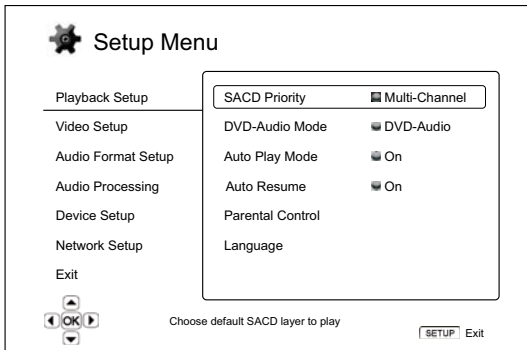 Setup Menu
Playback Setup
Video Setup
Audio Format Setup
Audio Processing
Device Setup
Network Setup
Exit
SACD Priority Multi-Channel
DVD-Audio Mode DVD-Audio
Auto Play Mode On
Auto Resume On
Parental Control
Language
OK
Choose default SACD layer to play
SETUP Exit